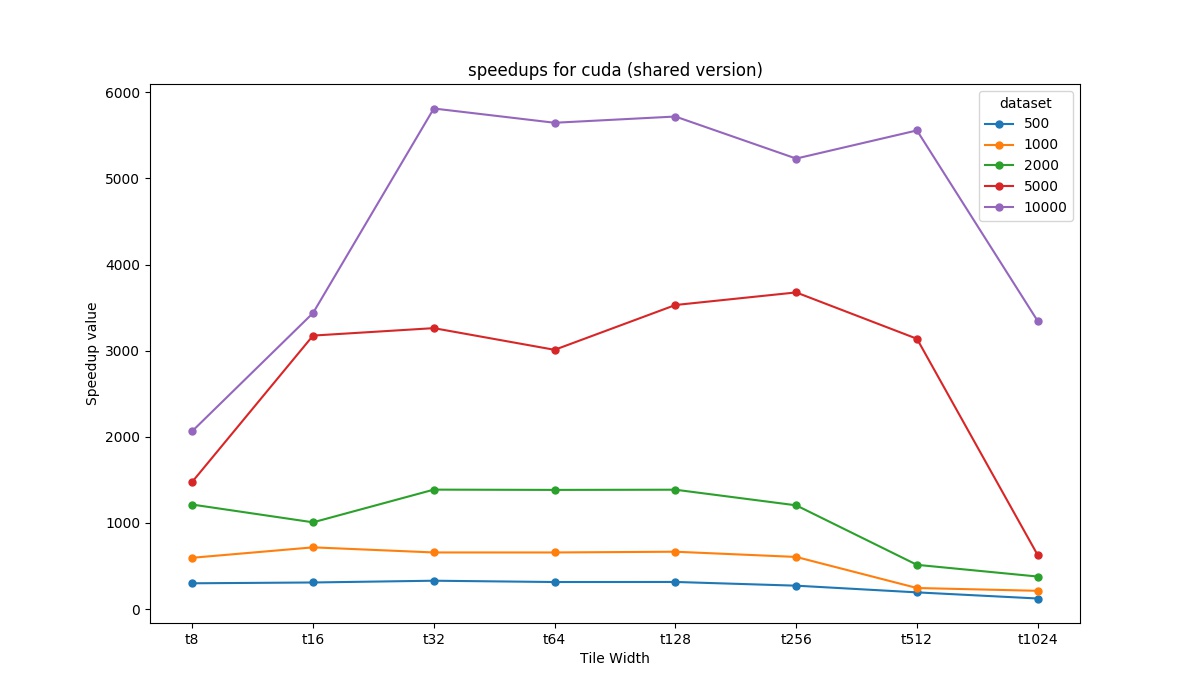 speedups for cuda (shared version)
6000
5000
4000
3000
2000
1000
0
Speedup value
dataset
500
1000
2000
5000
10000
t8 t16 t32 t64 t128 t256 t512 t1024
Tile Width